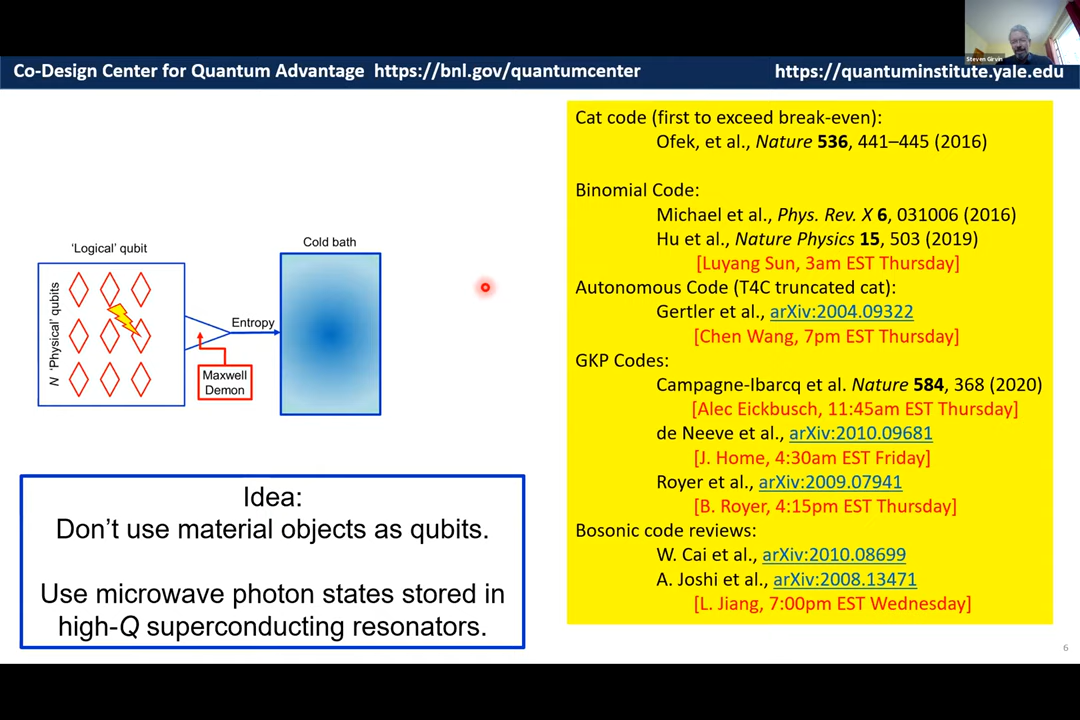 Steven Girvin
Co-Design Center for Quantum Advantage https://bnl.gov/quantumcenter
https://quantuminstitute.yale.edu
'Logical' qubit
N 'Physical' qubits
Entropy
Maxwell
Demon
Cold bath
Idea:
Don't use material objects as qubits.
Use microwave photon states stored in
high-Q superconducting resonators.
Cat code (first to exceed break-even):
Ofek, et al., Nature 536, 441–445 (2016)
Binomial Code:
Michael et al., Phys. Rev. X 6, 031006 (2016)
Hu et al., Nature Physics 15, 503 (2019)
[Luyang Sun, 3am EST Thursday]
Autonomous Code (T4C truncated cat):
Gertler et al., arXiv:2004.09322
[Chen Wang, 7pm EST Thursday]
GKP Codes:
Campagne-Ibarcq et al. Nature 584, 368 (2020)
[Alec Eickbusch, 11:45am EST Thursday]
de Neeve et al., arXiv:2010.09681
[J. Home, 4:30am EST Friday]
Royer et al., arXiv:2009.07941
[B. Royer, 4:15pm EST Thursday]
Bosonic code reviews:
W. Cai et al., arXiv:2010.08699
A. Joshi et al., arXiv:2008.13471
[L. Jiang, 7:00pm EST Wednesday]
6